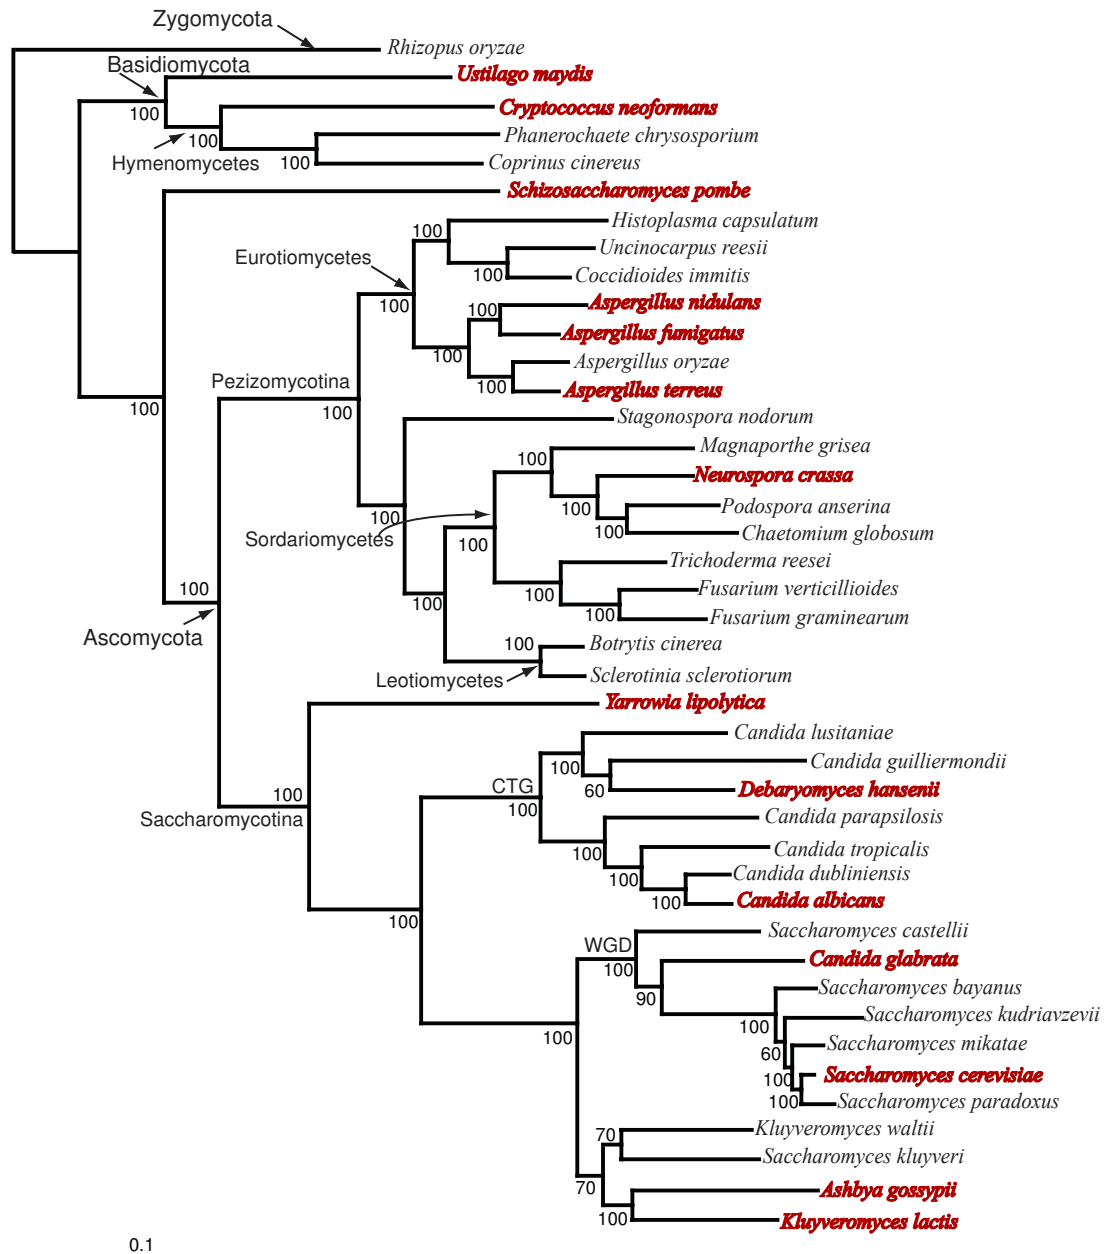 Zygomycota
Rhizopus oryzae
Basidiomycota
Ustilago maydis
100
Cryptococcus neoformans
100
Phanerochaete chrysosporium
Hymenomycetes
100
Coprinus cinereus
Schizosaccharomyces pombe
Histoplasma capsulatum
100
Uncinocarpus reesii
Eurotiomycetes
100
Coccidioides immitis
100
Aspergillus nidulans
100
Aspergillus fumigatus
100
Aspergillus oryzae
Pezizomycotina
100
Aspergillus terreus
100
100
Stagonospora nodorum
Magnaporthe grisea
100
Neurospora crassa
100
Podospora anserina
100
Sordariomycetes
100
100
Chaetomium globosum
Trichoderma reesei
100
Fusarium verticillioides
100
100
100
Fusarium graminearum
Ascomycota
100
Botrytis cinerea
Leotiomycetes
Sclerotinia sclerotiorum
Yarrowia lipolytica
Candida lusitaniae
100
Candida guilliermondii
CTG
60
Debaryomyces hansenii
100
100
Saccharomycotina
Candida parapsilosis
100
Candida tropicalis
100
Candida dubliniensis
100
Candida albicans
100
Saccharomyces castellii
WGD
100
Candida glabrata
90
Saccharomyces bayanus
100
Saccharomyces kudriavzevii
100
60
Saccharomyces mikatae
100
Saccharomyces cerevisiae
100
Saccharomyces paradoxus
70
Kluyveromyces waltii
Saccharomyces kluyveri
70
Ashbya gossypii
100
Kluyveromyces lactis
0.1